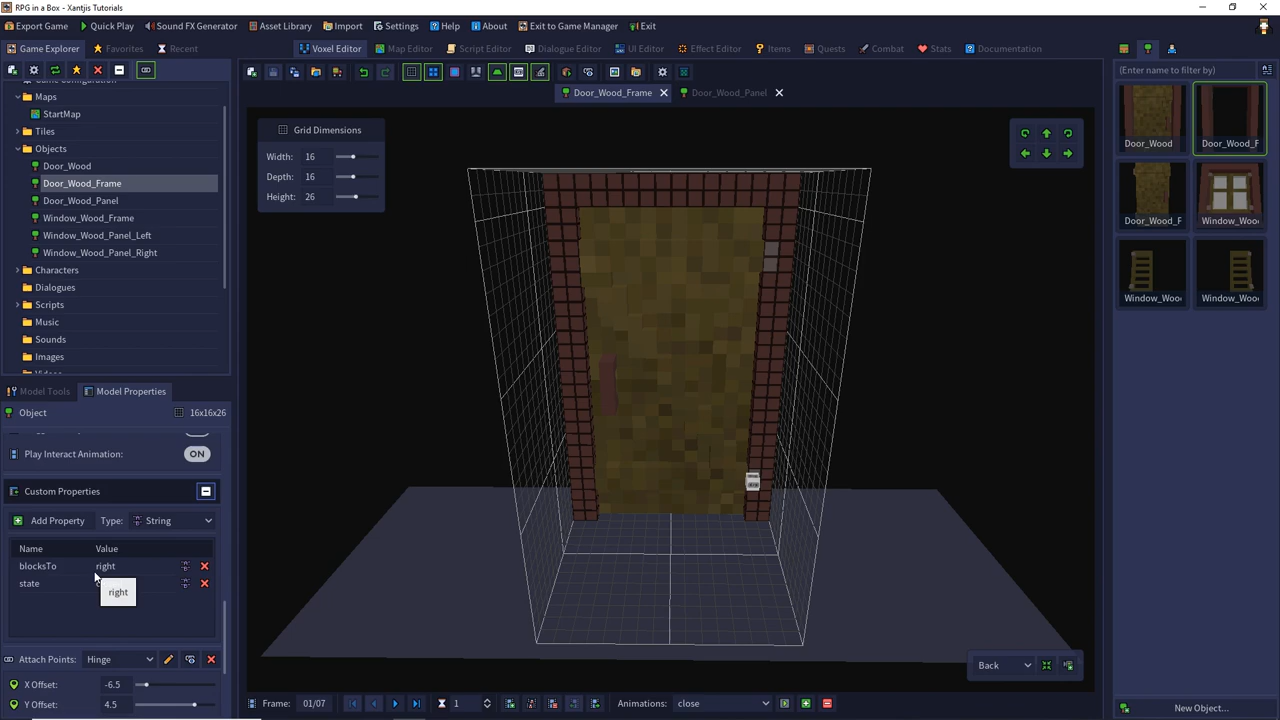 RPG in a Box - Xantjis Tutorials
Export Game Quick Play Sound FX Generator Asset Library Import Settings Help About Exit to Game Manager Exit
Game Explorer Favorites Recent Voxel Editor Map Editor Script Editor Dialogue Editor UI Editor Effect Editor Items Quests Combat Stats Documentation
(Enter name to filter by)
Door_Wood_Frame Door_Wood_Panel
Game Configuration
Maps
StartMap
Tiles
Objects
Door_Wood
Door_Wood_Frame
Door_Wood_Panel
Window_Wood_Frame
Window_Wood_Panel_Left
Window_Wood_Panel_Right
Characters
Dialogues
Scripts
Music
Sounds
Images
Grid Dimensions
Width: 16
Depth: 16
Height: 26
Door_Wood Door_Wood_F
Door_Wood_F Window_Woo
Window_Woo Window_Woo
Model Tools Model Properties
Object 16x16x26
Play Interact Animation: ON
Custom Properties
Add Property Type: String
Name Value
blocksTo right
state
right
Attach Points: Hinge
X Offset: -6.5
Y Offset: 4.5
Back
Frame: 01/07 1 Animations: close
New Object...